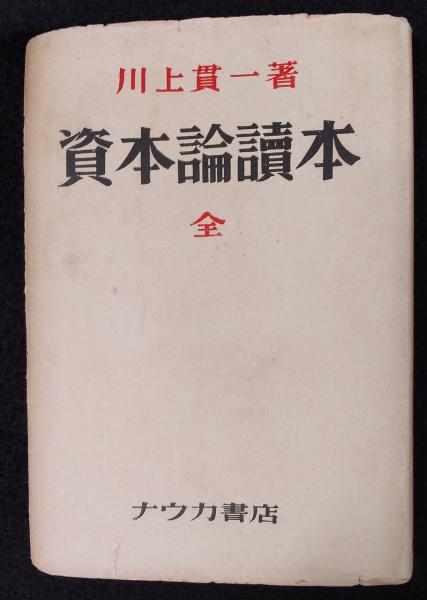 川上貫一著
資本論讀本
全
ナウカ書店